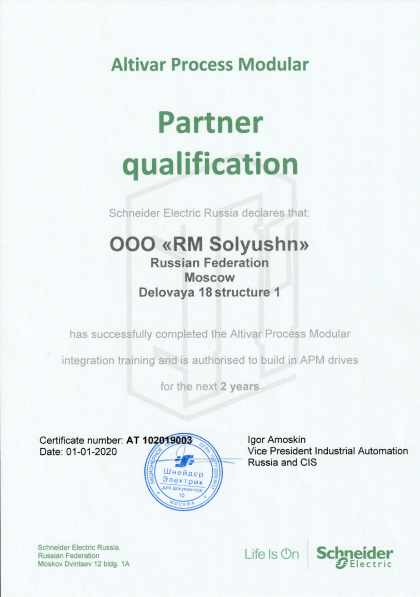 Altivar Process Modular
Partner
qualification
Schneider Electric Russia declares that:
OOO «RM Solyushn»
Russian Federation
Moscow
Delovaya 18 structure 1
has successfully completed the Altivar Process Modular
integration training and is authorised to build in APM drives
for the next 2 years
Certificate number: AT 102019003
Date: 01-01-2020
Igor Amoskin
Vice President Industrial Automation
Russia and CIS
Шнейдер
Электрик
для документов
10
МОСКВА
Schneider Electric Russia.
Russian Federation
Moskov Dvintsev 12 bldg. 1A
Life Is On
Schneider
Electric